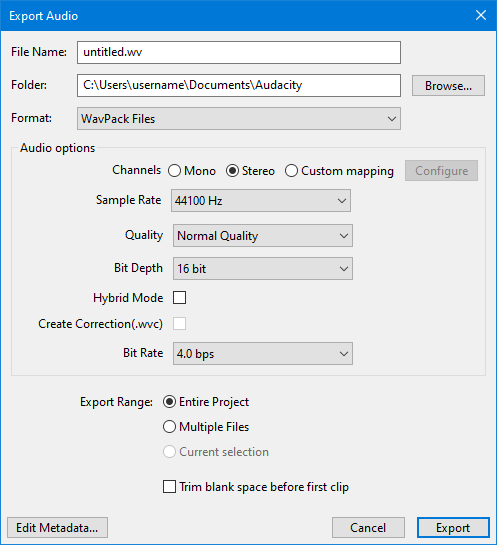 Export Audio
File Name: untitled.wv
Folder: C:\Users\username\Documents\Audacity Browse...
Format: WavPack Files
Audio options
Channels Mono Stereo Custom mapping Configure
Sample Rate 44100 Hz
Quality Normal Quality
Bit Depth 16 bit
Hybrid Mode
Create Correction(.wvc)
Bit Rate 4.0 bps
Export Range: Entire Project
Multiple Files
Current selection
Trim blank space before first clip
Edit Metadata... Cancel Export